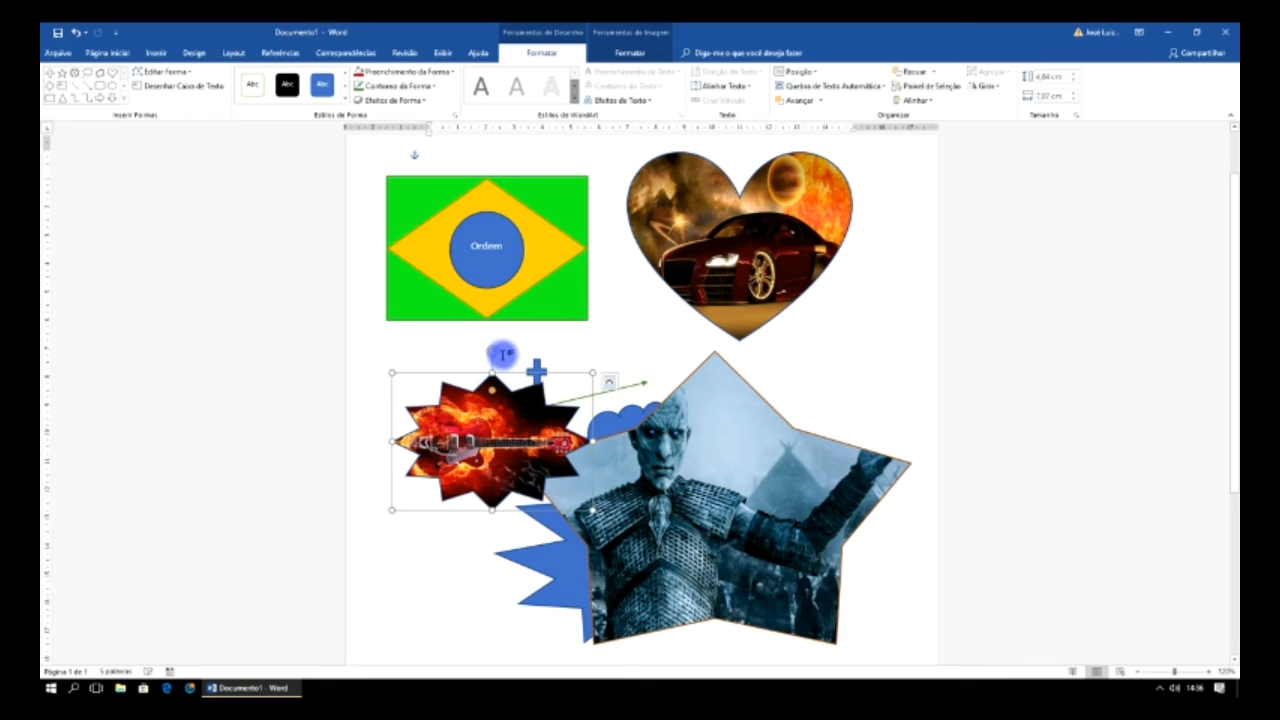 Documento1 - Word
Ferramentas de Desenho
Ferramentas de Imagem
José Luiz
Arquivo
Página Inicial
Inserir
Design
Layout
Referências
Correspondências
Revisão
Exibir
Ajuda
Formatar
Formatar
Diga-me o que você deseja fazer
Compartilhar
Editar Forma
Desenhar Caixa de Texto
Inserir Formas
Abc
Abc
Abc
Preenchimento da Forma
Contorno da Forma
Efeitos de Forma
Estilos de Forma
A
A
A
Preenchimento de Texto
Contorno do Texto
Efeitos de Texto
Estilos de WordArt
Direção do Texto
Alinhar Texto
Criar Vínculo
Texto
Posição
Quebra de Texto Automática
Avançar
Recuar
Painel de Seleção
Alinhar
Agrupar
Girar
Organizar
4,84 cm
7,07 cm
Tamanho
Ordem
Página 1 de 1
5 palavras
120%
Documento1 - Word
14:36